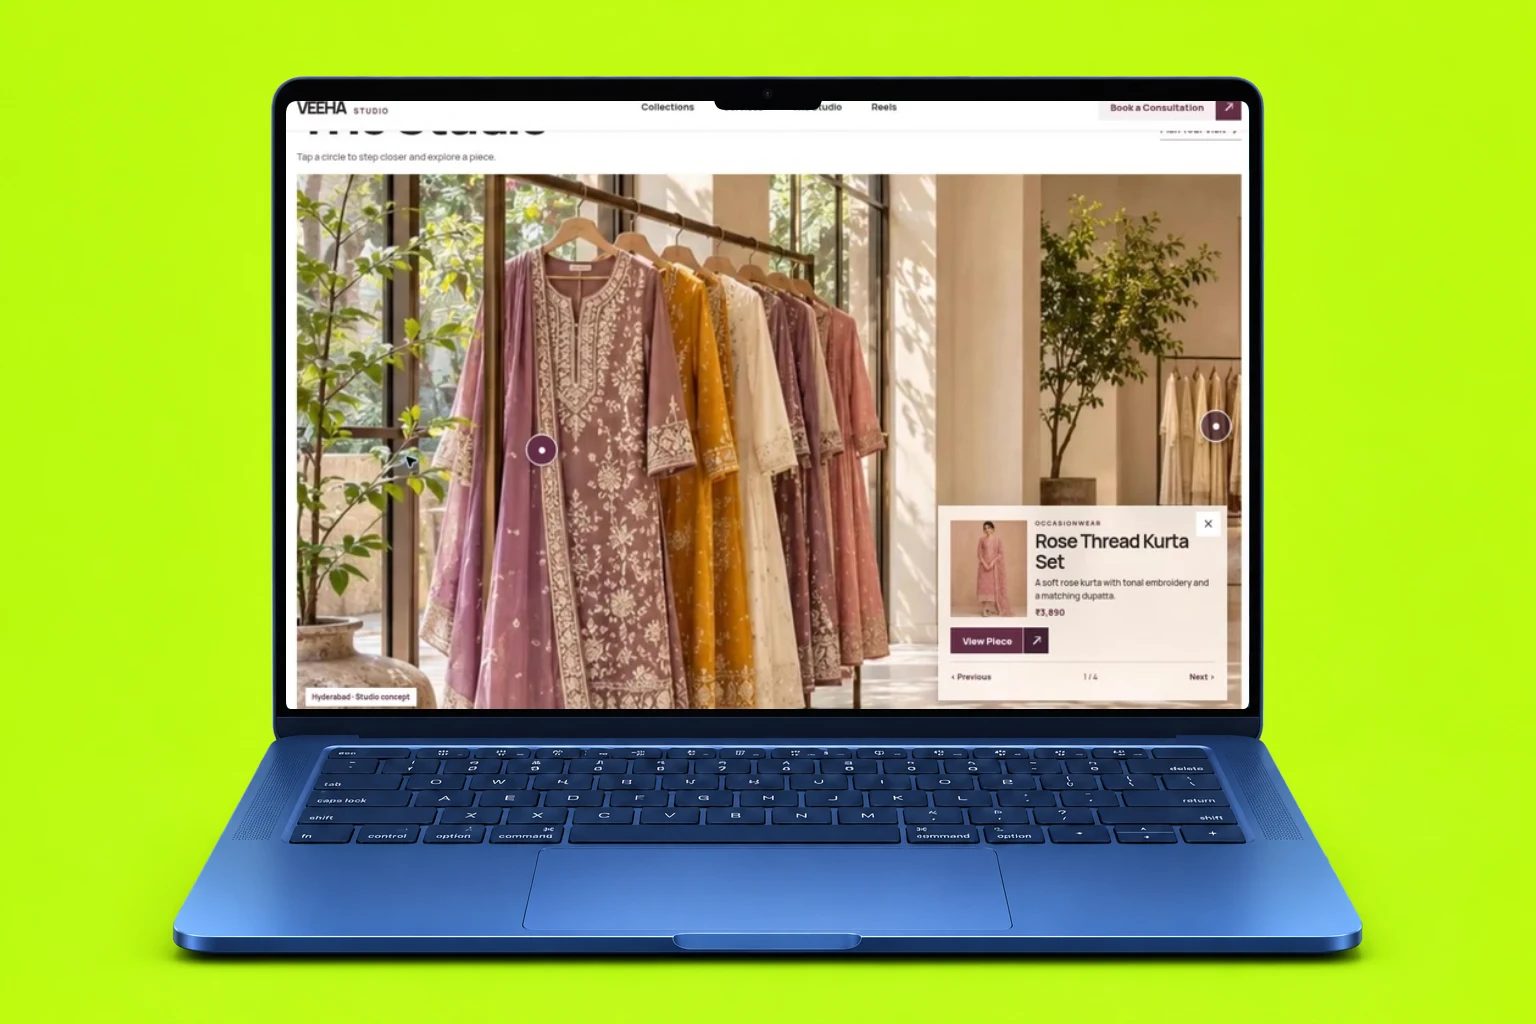 VEEHA STUDIO
Collections
Reels
Book a Consultation
Tap a circle to step closer and explore a piece.
OCCASIONWEAR
Rose Thread Kurta
Set
A soft rose kurta with tonal embroidery and
a matching dupatta.
₹3,890
View Piece
‹ Previous 1 / 4 Next ›
Hyderabad · Studio concept
tab
delete
caps lock A E D F G M J K L
return
shift X X C V B N M
shift
fn control option command
command option